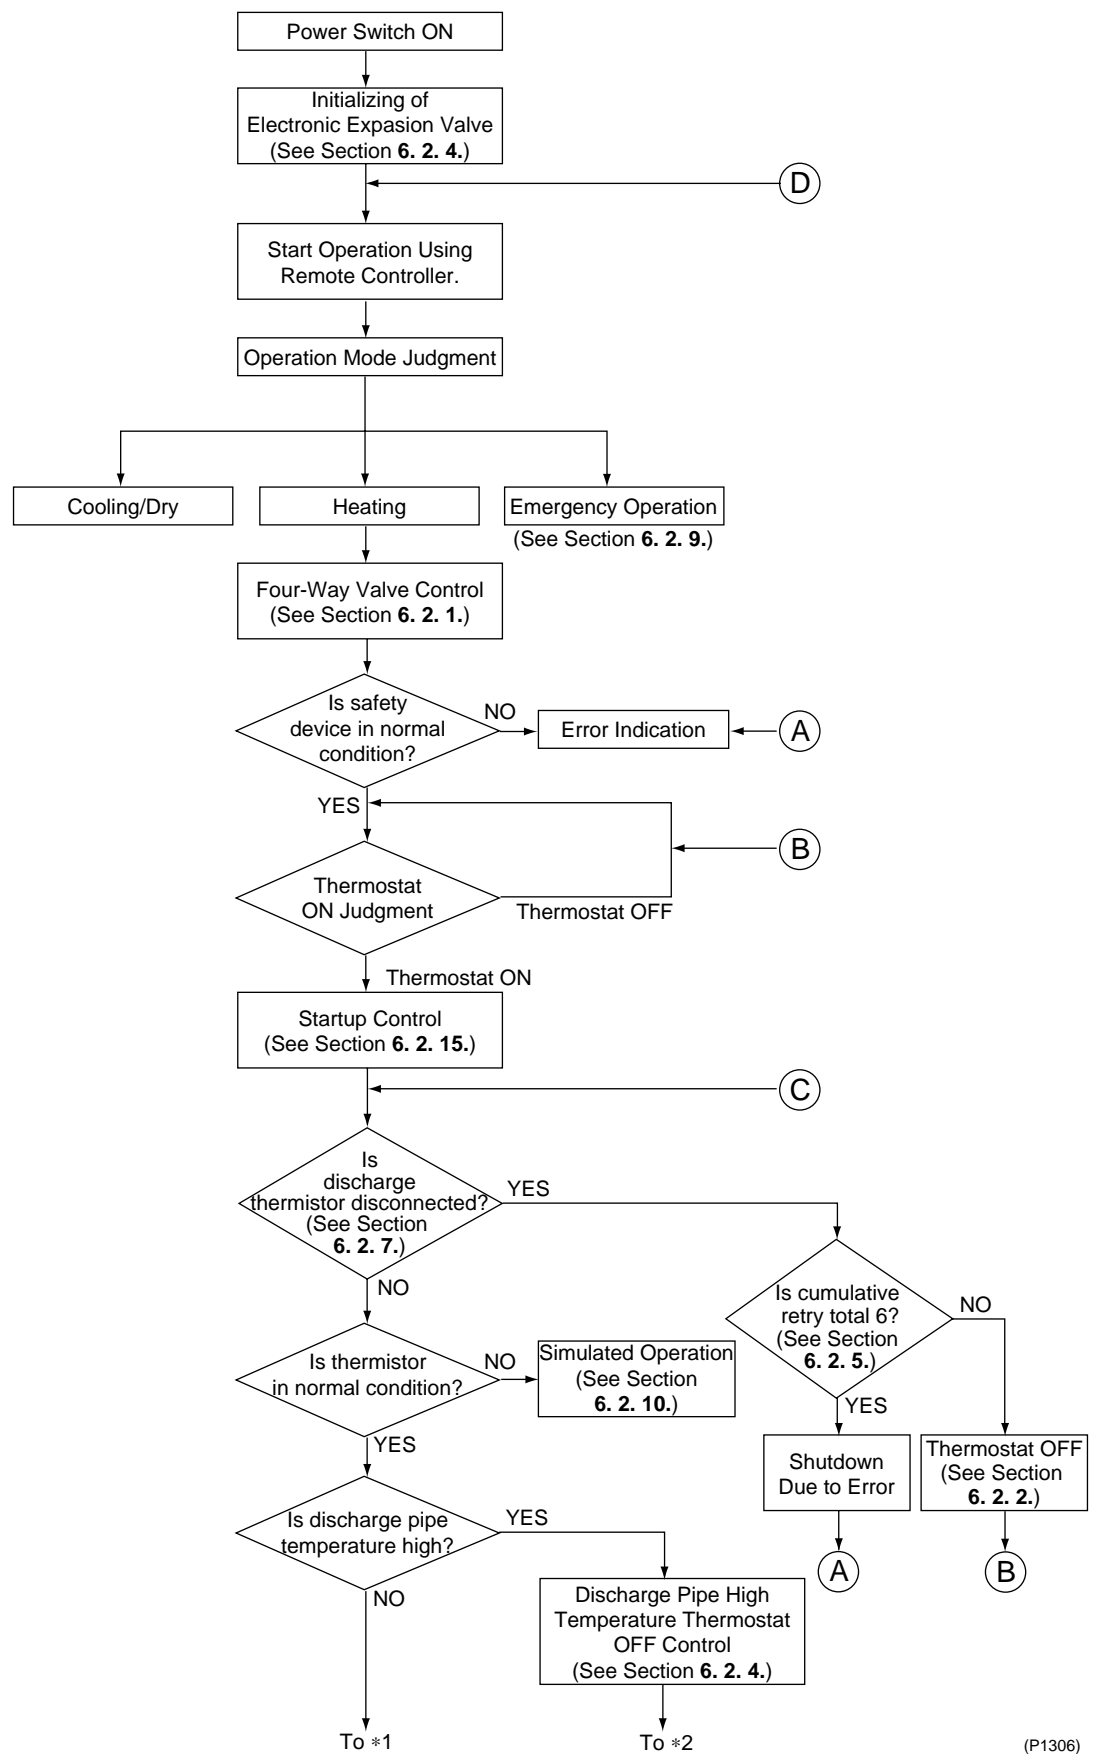 Power Switch ON
Initializing of
Electronic Expasion Valve
(See Section 6. 2. 4.)
D
Start Operation Using
Remote Controller.
Operation Mode Judgment
Cooling/Dry
Heating
Emergency Operation
(See Section 6. 2. 9.)
Four-Way Valve Control
(See Section 6. 2. 1.)
Is safety
device in normal
condition?
NO
Error Indication
A
YES
B
Thermostat
ON Judgment
Thermostat OFF
Thermostat ON
Startup Control
(See Section 6. 2. 15.)
C
Is
discharge
thermistor disconnected?
(See Section
6. 2. 7.)
YES
NO
Is cumulative
retry total 6?
(See Section
6. 2. 5.)
NO
YES
Is thermistor
in normal condition?
NO
Simulated Operation
(See Section
6. 2. 10.)
YES
Shutdown
Due to Error
Thermostat OFF
(See Section
6. 2. 2.)
A
B
Is discharge pipe
temperature high?
YES
NO
Discharge Pipe High
Temperature Thermostat
OFF Control
(See Section 6. 2. 4.)
To *1
To *2
(P1306)